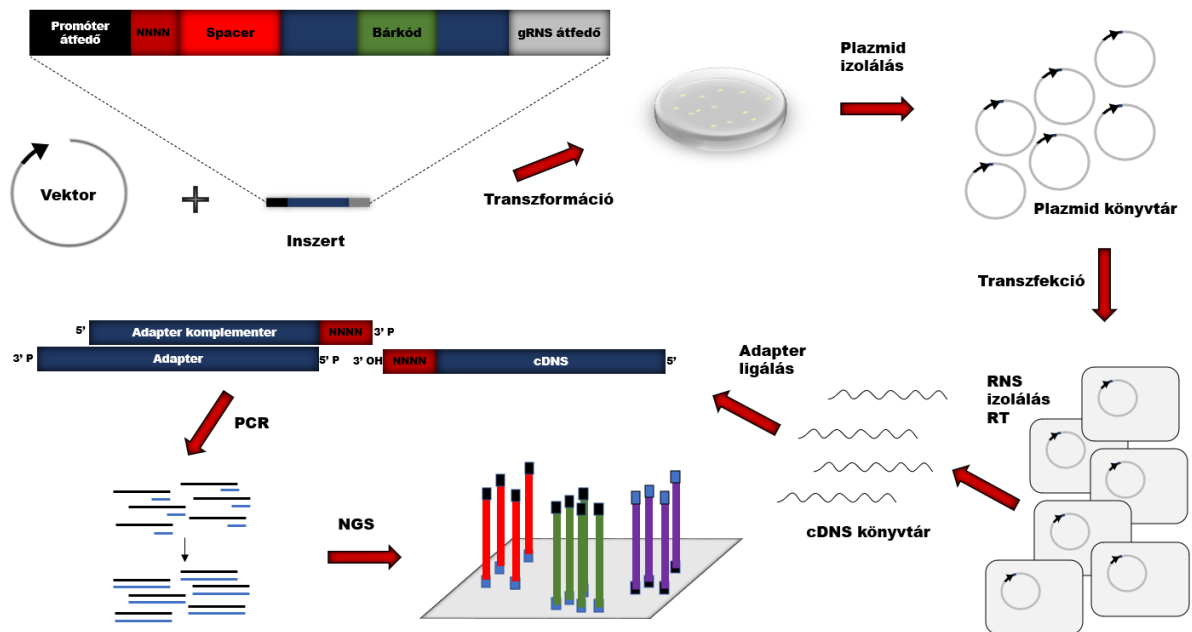 Promóter
átfedő
NNNN
Spacer
Bárkód
gRNS átfedő
Vektor
Inszert
Transzformáció
Plazmid
izolálás
Plazmid könyvtár
Transzfekció
RNS
izolálás
RT
cDNS könyvtár
Adapter
ligálás
5’ Adapter komplementer NNNN 3’ P
3’ P Adapter 5’ P
3’ OH NNNN cDNS 5’
PCR
NGS